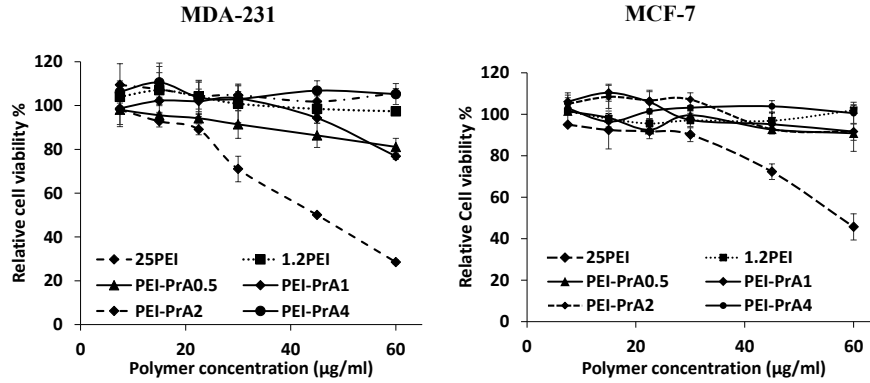 MDA-231
Relative cell viability %
120
100
80
60
40
20
0
25PEI
1.2PEI
PEI-PrA0.5
PEI-PrA1
PEI-PrA2
PEI-PrA4
0
20
40
60
Polymer concentration (µg/ml)
MCF-7
Relative Cell viability %
120
100
80
60
40
20
0
25PEI
1.2PEI
PEI-PrA0.5
PEI-PrA1
PEI-PrA2
PEI-PrA4
0
20
40
60
Polymer concentration (µg/ml)